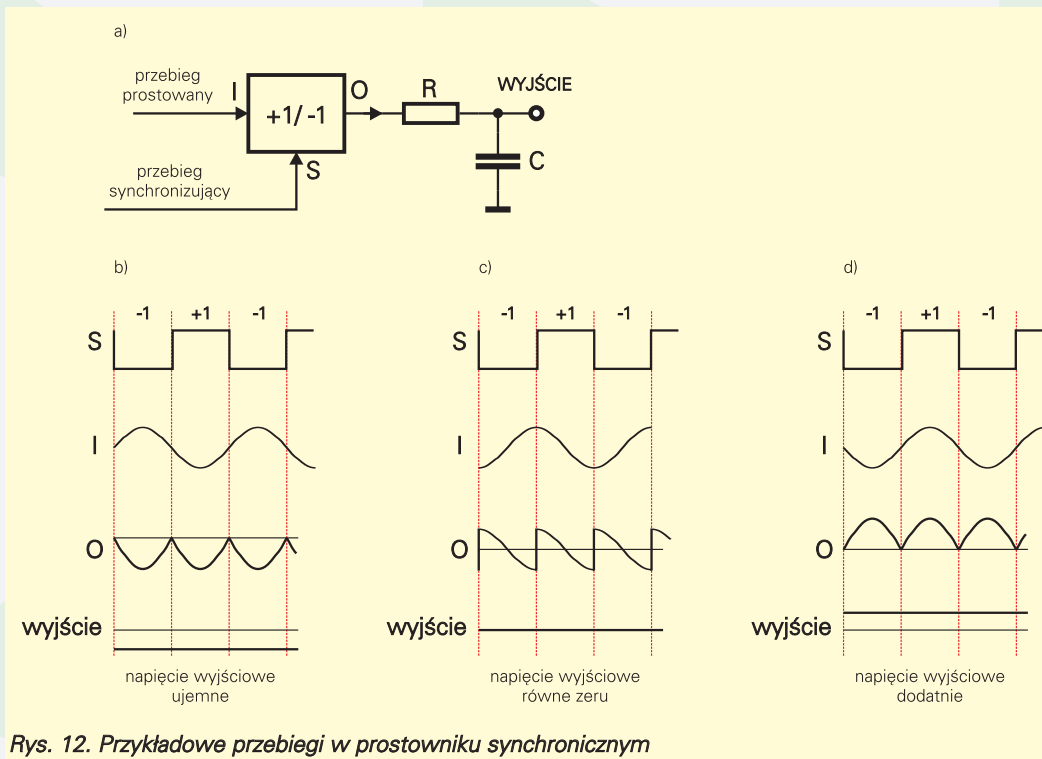 a)
przebieg
prostowany
I
+1/ -1
O
R
WYJŚCIE
C
S
przebieg
synchronizujący
b)
-1 +1 -1
S
I
O
wyjście
napięcie wyjściowe
ujemne
c)
-1 +1 -1
S
I
O
wyjście
napięcie wyjściowe
równe zeru
d)
-1 +1 -1
S
I
O
wyjście
napięcie wyjściowe
dodatnie
Rys. 12. Przykładowe przebiegi w prostowniku synchronicznym